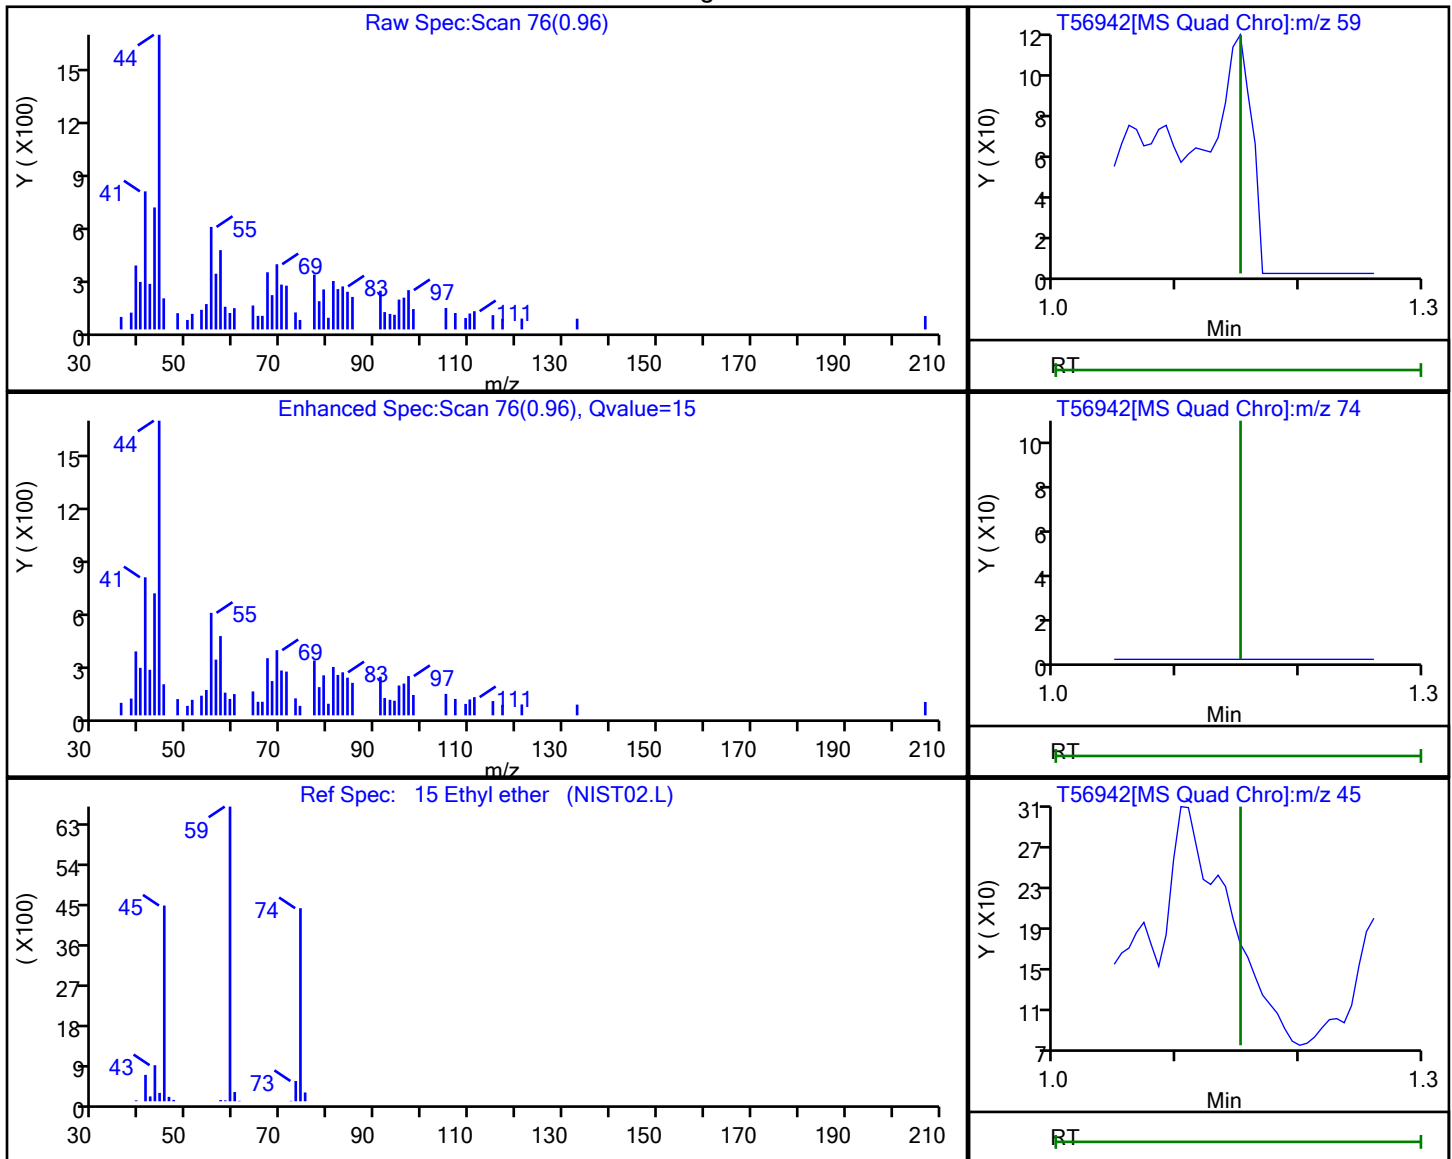 Raw Spec:Scan 76(0.96)
Y ( X100)
15
12
9
6
3
0
44
41
55
69
83
97
111
30 50 70 90 110 130 150 170 190 210
m/z
T56942[MS Quad Chro]:m/z 59
Y ( X10)
12
10
8
6
4
2
0
1.0 1.3
Min
RT
Enhanced Spec:Scan 76(0.96), Qvalue=15
Y ( X100)
15
12
9
6
3
0
44
41
55
69
83
97
111
30 50 70 90 110 130 150 170 190 210
m/z
T56942[MS Quad Chro]:m/z 74
Y ( X10)
10
8
6
4
2
0
1.0 1.3
Min
RT
Ref Spec: 15 Ethyl ether (NIST02.L)
( X100)
63
54
45
36
27
18
9
0
59
45
74
43
73
30 50 70 90 110 130 150 170 190 210
T56942[MS Quad Chro]:m/z 45
Y ( X10)
31
27
23
19
15
11
7
1.0 1.3
Min
RT